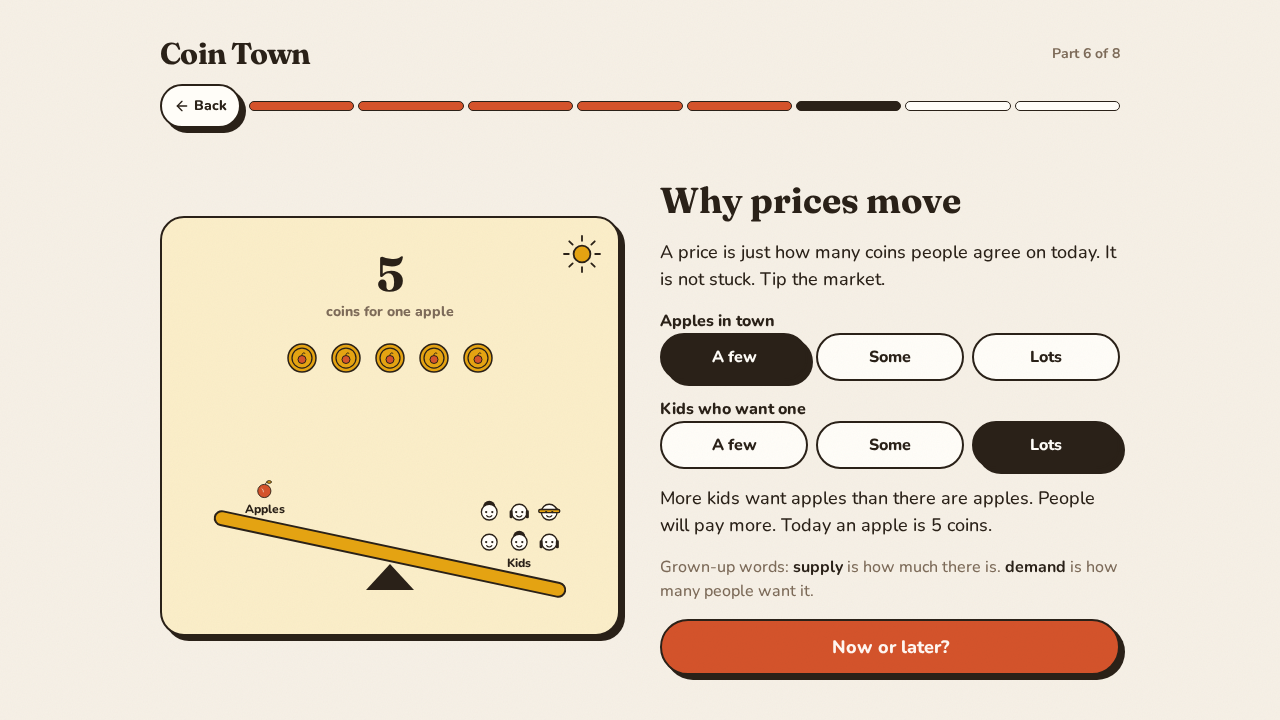 Coin Town
Part 6 of 8
Back
5
coins for one apple
Apples
Kids
Why prices move
A price is just how many coins people agree on today. It
is not stuck. Tip the market.
Apples in town
A few
Some
Lots
Kids who want one
A few
Some
Lots
More kids want apples than there are apples. People
will pay more. Today an apple is 5 coins.
Grown-up words: supply is how much there is. demand is how
many people want it.
Now or later?